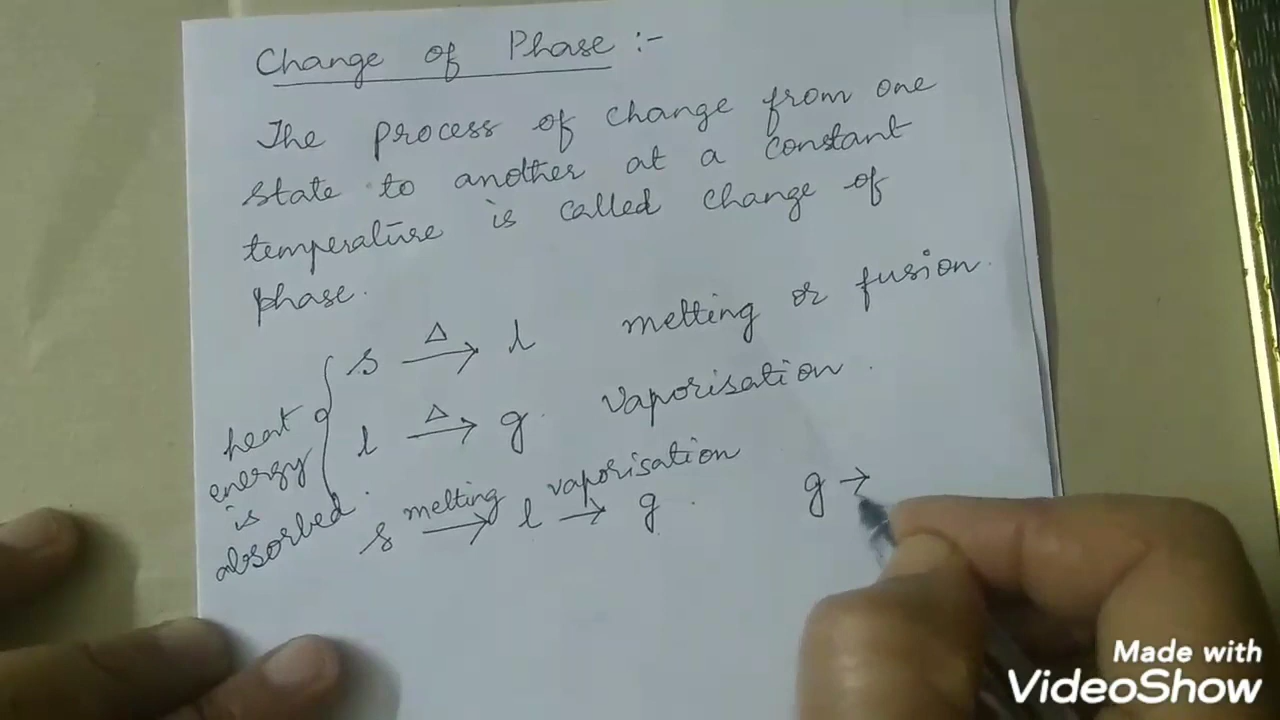 Change of Phase :-
The process of change from one
state to another at a constant
temperature is called change of
phase.
s Δ → l melting or fusion.
l Δ → g. vaporisation.
heat
energy
is
absorbed.
s melting → l vaporisation → g. g →
Made with
VideoShow